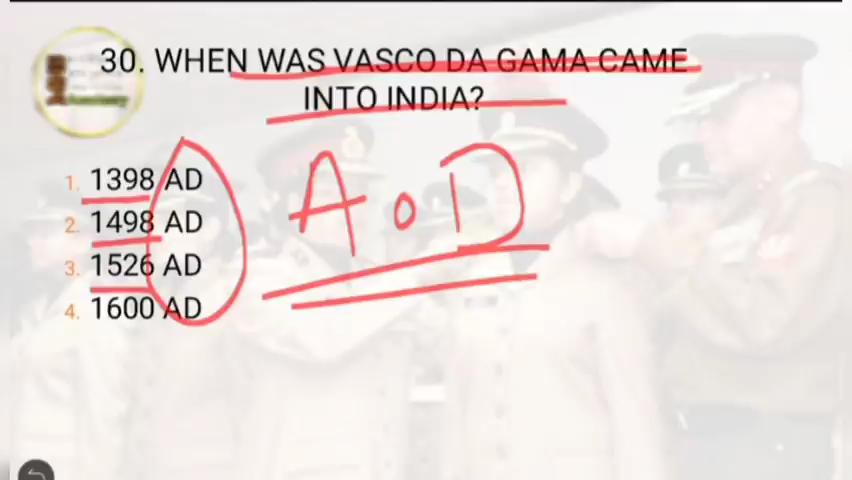 30. WHEN WAS VASCO DA GAMA CAME
INTO INDIA?
1. 1398 AD
2. 1498 AD
3. 1526 AD
4. 1600 AD
A.D